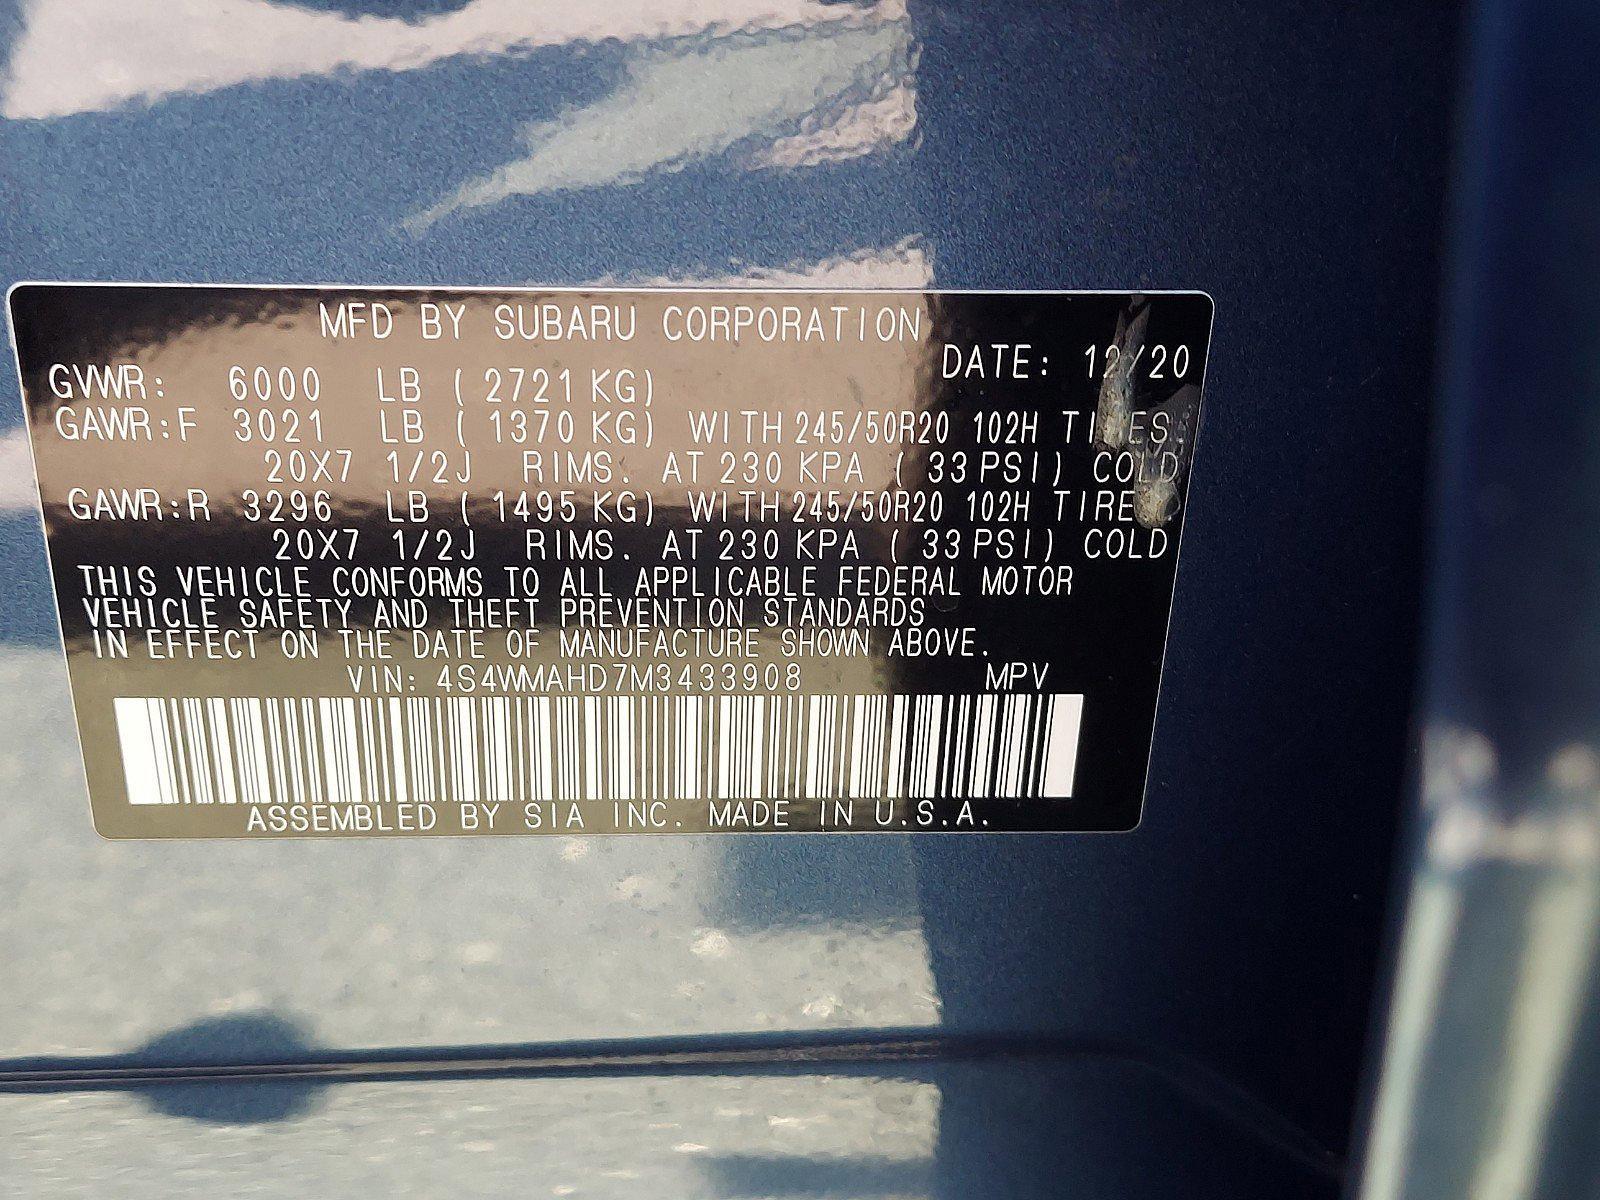 MFD BY SUBARU CORPORATION
DATE: 12/20
GVWR: 6000 LB ( 2721 KG)
GAWR:F 3021 LB ( 1370 KG) WITH 245/50R20 102H TIRES.
20X7 1/2J RIMS. AT 230 KPA ( 33 PSI) COLD
GAWR:R 3296 LB ( 1495 KG) WITH 245/50R20 102H TIRES.
20X7 1/2J RIMS. AT 230 KPA ( 33 PSI) COLD
THIS VEHICLE CONFORMS TO ALL APPLICABLE FEDERAL MOTOR
VEHICLE SAFETY AND THEFT PREVENTION STANDARDS
IN EFFECT ON THE DATE OF MANUFACTURE SHOWN ABOVE.
VIN: 4S4WMAHD7M3433908 MPV
ASSEMBLED BY SIA INC. MADE IN U.S.A.